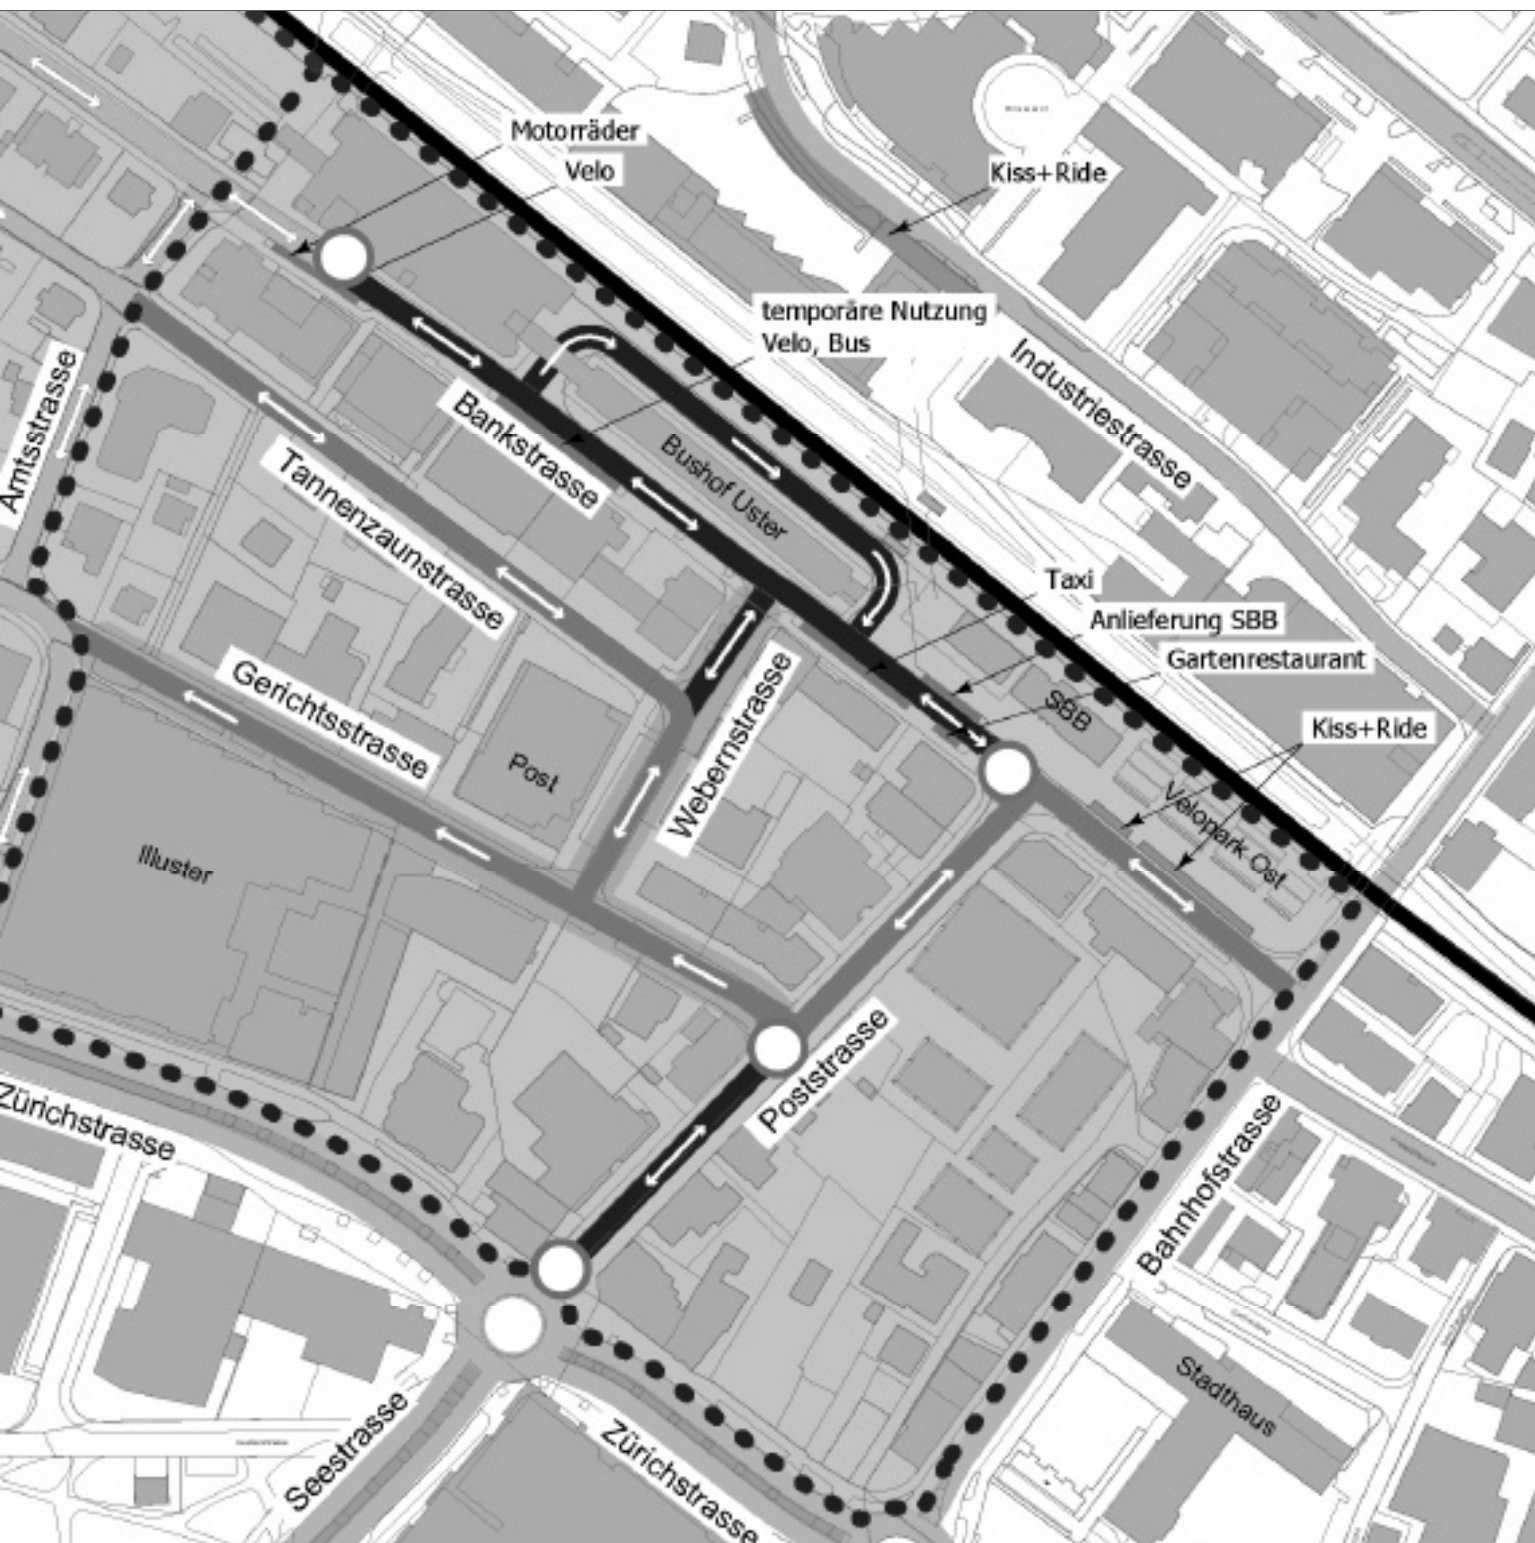 Motorräder
Velo
Kiss+Ride
temporäre Nutzung
Velo, Bus
Industriestrasse
Amtsstrasse
Bankstrasse
Bushof Uster
Tannenzaunstrasse
Taxi
Anlieferung SBB
Gartenrestaurant
Gerichtsstrasse
Webernstrasse
SBB
Kiss+Ride
Post
Velopark Ost
Illuster
Poststrasse
Zürichstrasse
Bahnhofstrasse
Stadthaus
Seestrasse
Zürichstrasse